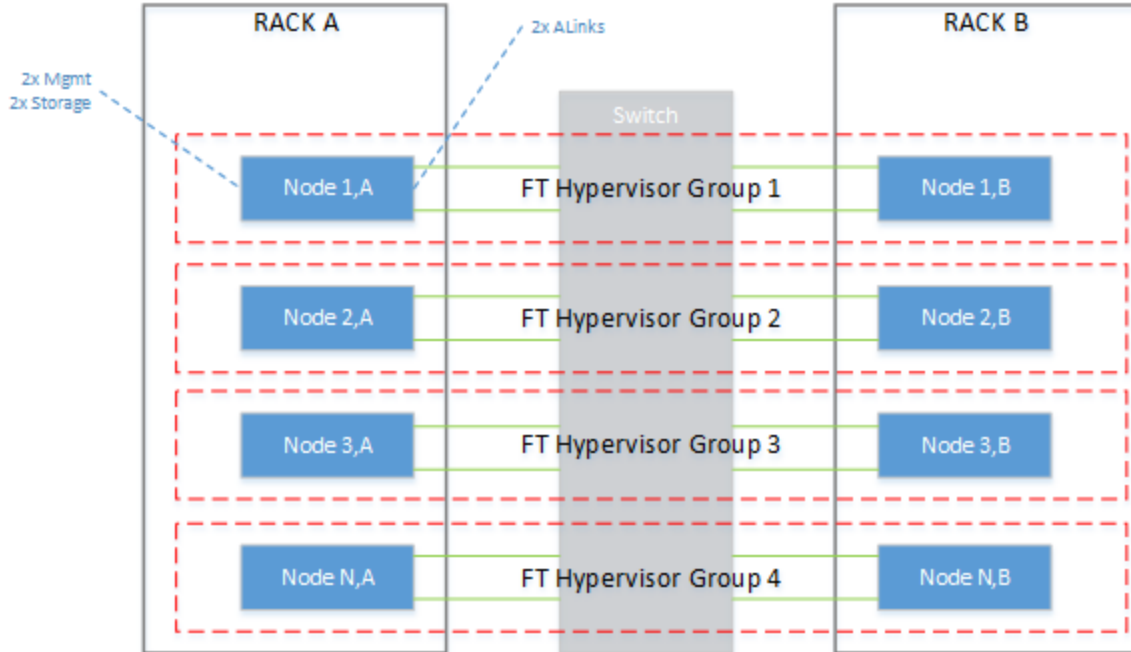 RACK A
RACK B
2x ALinks
2x Mgmt
2x Storage
Switch
Node 1,A
FT Hypervisor Group 1
Node 1,B
Node 2,A
FT Hypervisor Group 2
Node 2,B
Node 3,A
FT Hypervisor Group 3
Node 3,B
Node N,A
FT Hypervisor Group 4
Node N,B